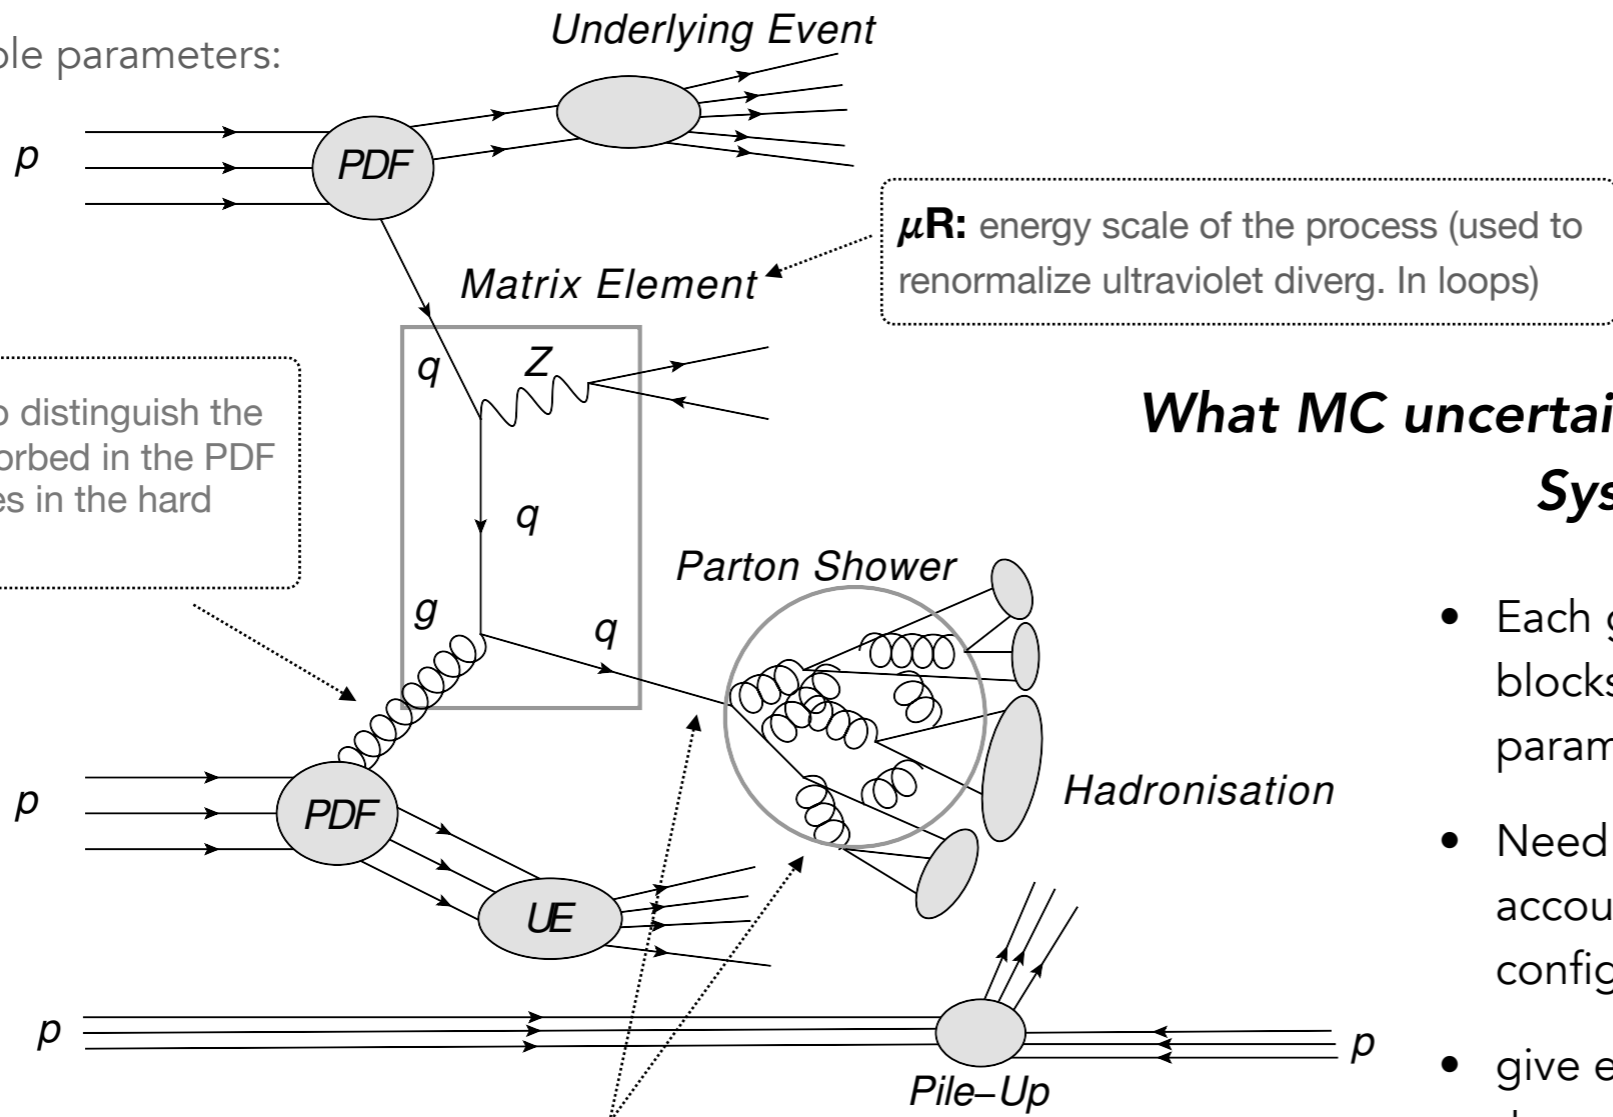 Underlying Event
ple parameters:
p
PDF
μR: energy scale of the process (used to
renormalize ultraviolet diverg. In loops)
Matrix Element
q
Z
o distinguish the
orbed in the PDF
es in the hard
What MC uncertai
Sys
q
Parton Shower
g
q
Each g
blocks
param
Hadronisation
p
PDF
UE
Need
accou
config
p
p
Pile–Up
give e